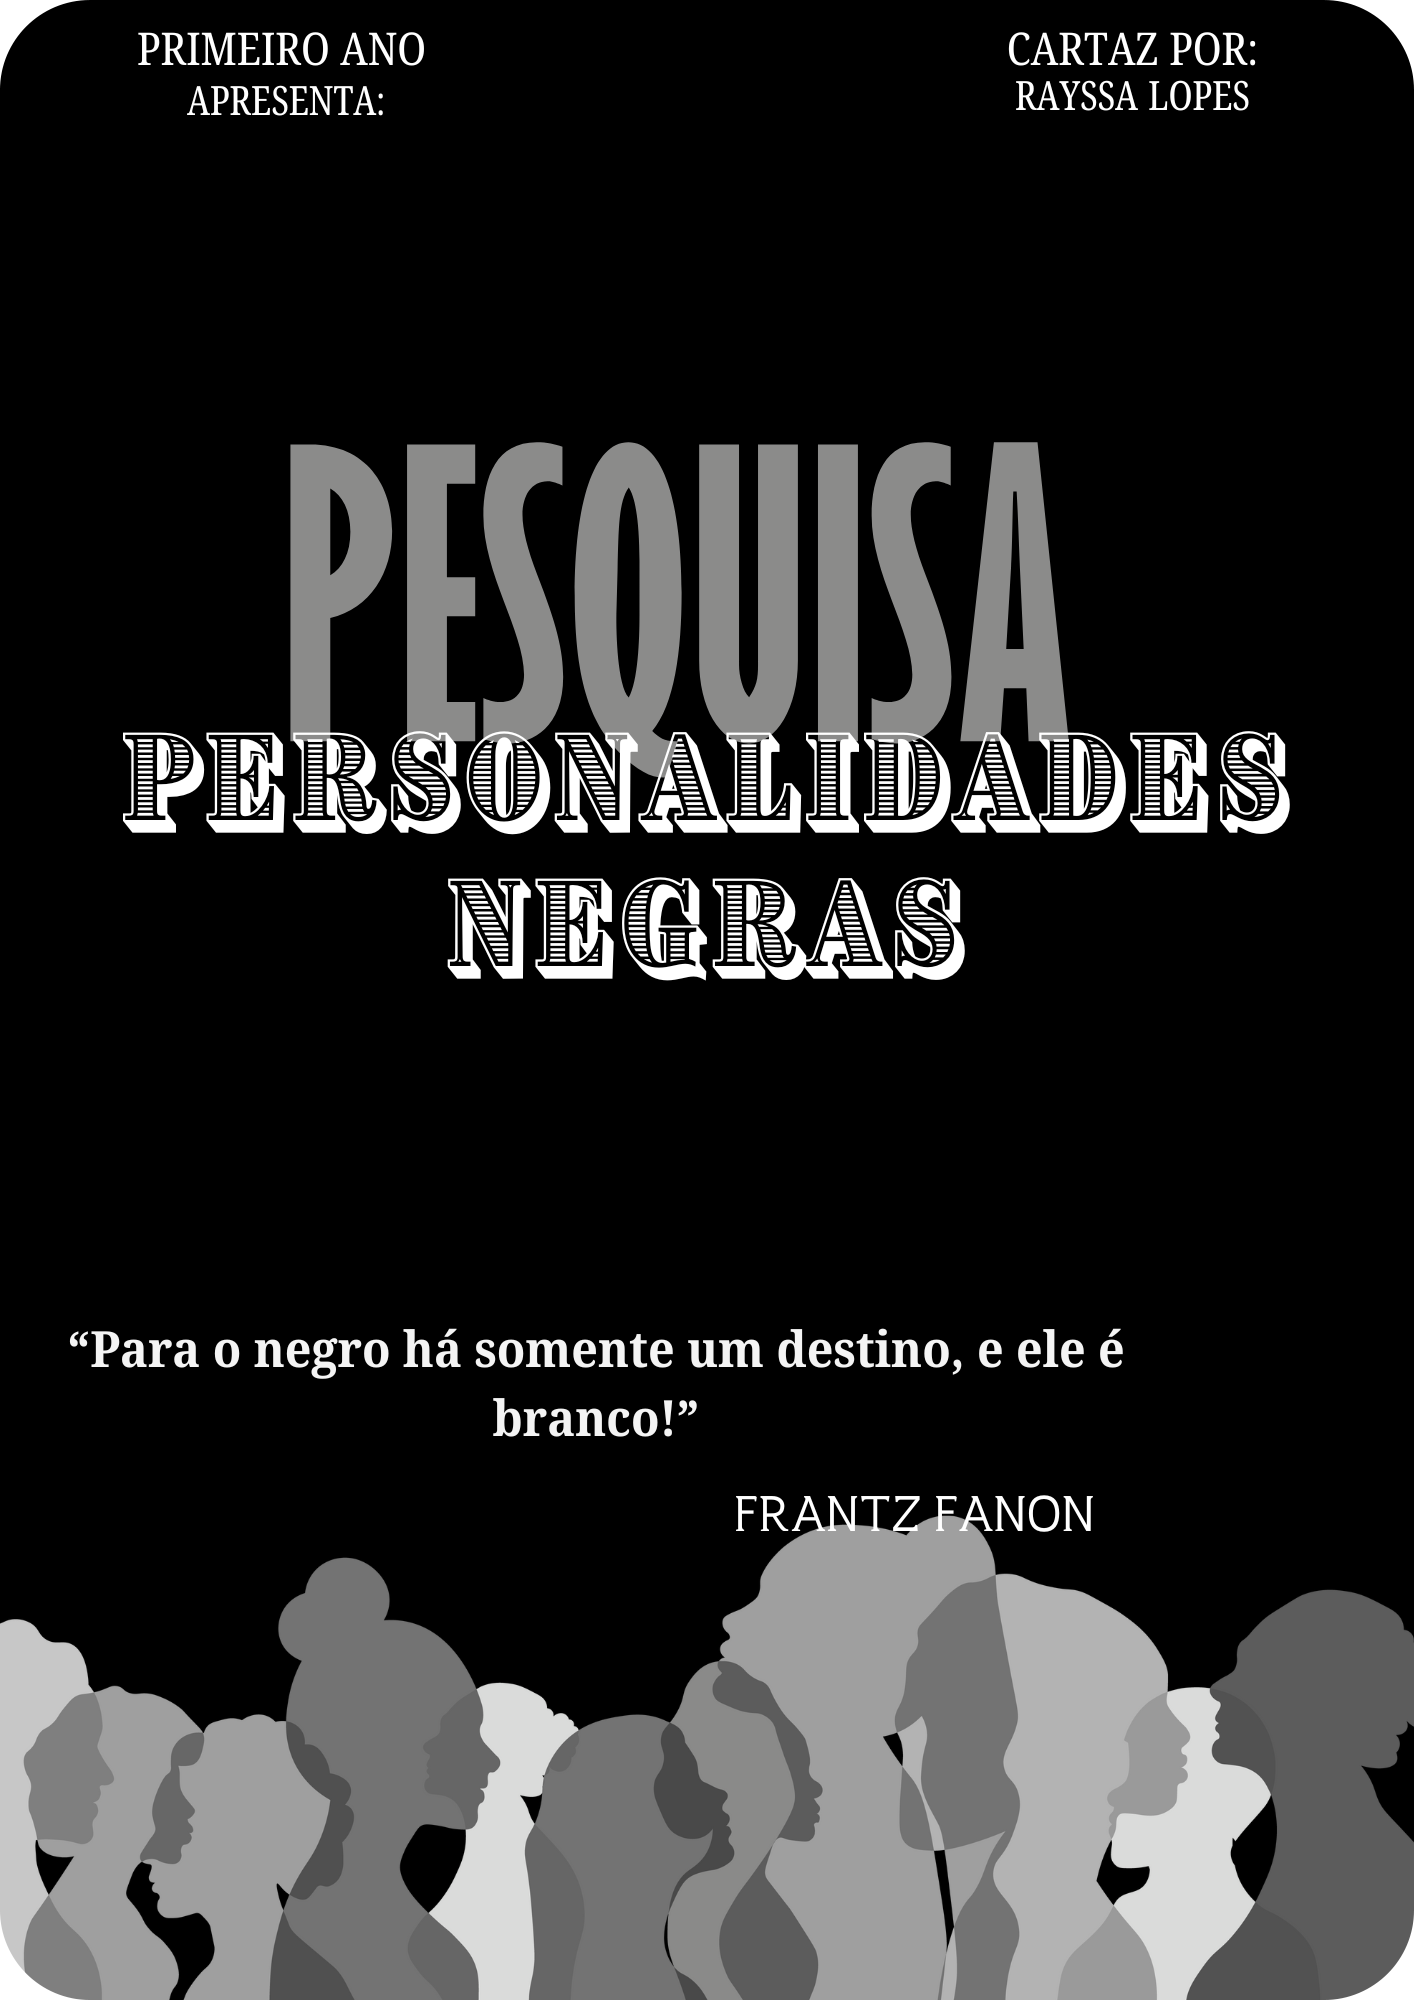 PRIMEIRO ANO
APRESENTA:
CARTAZ POR:
RAYSSA LOPES
PESQUISA
PERSONALIDADES
NEGRAS
“Para o negro há somente um destino, e ele é
branco!”
FRANTZ FANON